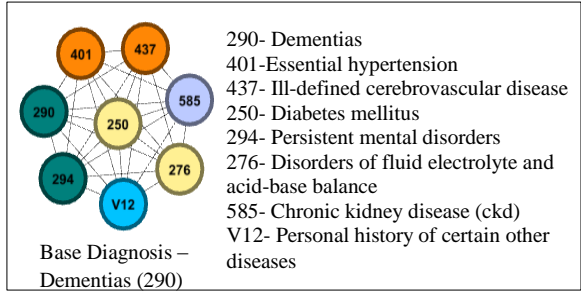 401
437
290
585
250
294
276
V12
Base Diagnosis –
Dementias (290)
290- Dementias
401-Essential hypertension
437- Ill-defined cerebrovascular disease
250- Diabetes mellitus
294- Persistent mental disorders
276- Disorders of fluid electrolyte and
acid-base balance
585- Chronic kidney disease (ckd)
V12- Personal history of certain other
diseases